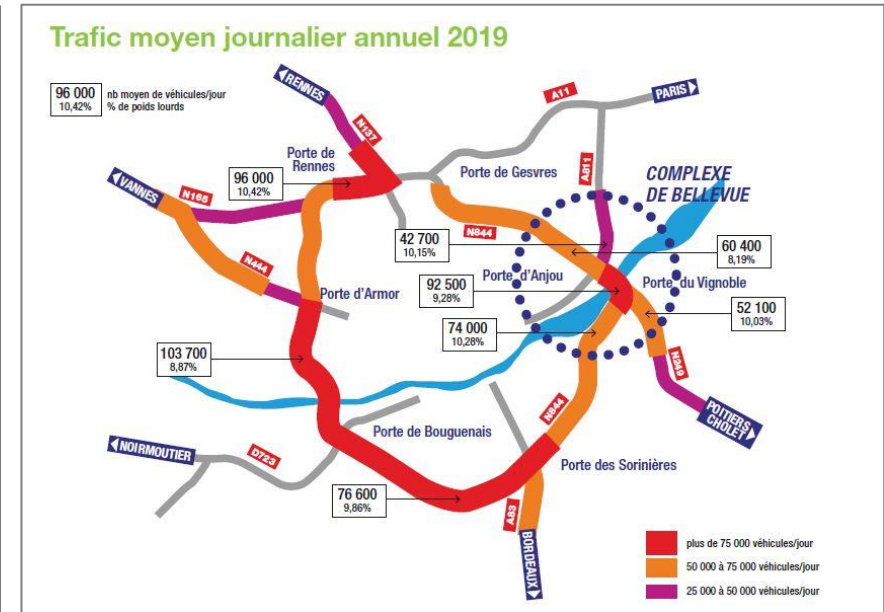 Trafic moyen journalier annuel 2019
96 000
10,42%
nb moyen de véhicules/jour
% de poids lourds
RENNES
N137
A11
PARIS
Porte de
Rennes
96 000
10,42%
Porte de Gesvres
A811
COMPLEXE
DE BELLEVUE
VANNES
N165
N844
42 700
10,15%
60 400
8,19%
N444
Porte d'Anjou
92 500
9,28%
Porte du Vignoble
Porte d'Armor
52 100
10,03%
74 000
10,28%
103 700
8,87%
N249
POITIERS
CHOLET
N844
Porte de Bouguenais
NOIRMOUTIER
D723
Porte des Sorinières
76 600
9,86%
A83
BORDEAUX
plus de 75 000 véhicules/jour
50 000 à 75 000 véhicules/jour
25 000 à 50 000 véhicules/jour